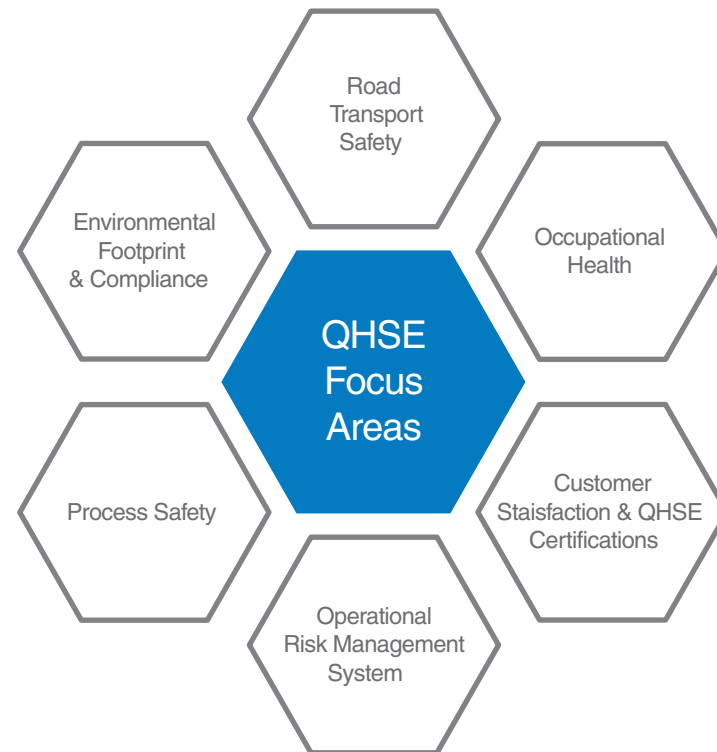 Road
Transport
Safety
Environmental
Footprint
& Compliance
Occupational
Health
QHSE
Focus
Areas
Process Safety
Customer
Staisfaction & QHSE
Certifications
Operational
Risk Management
System